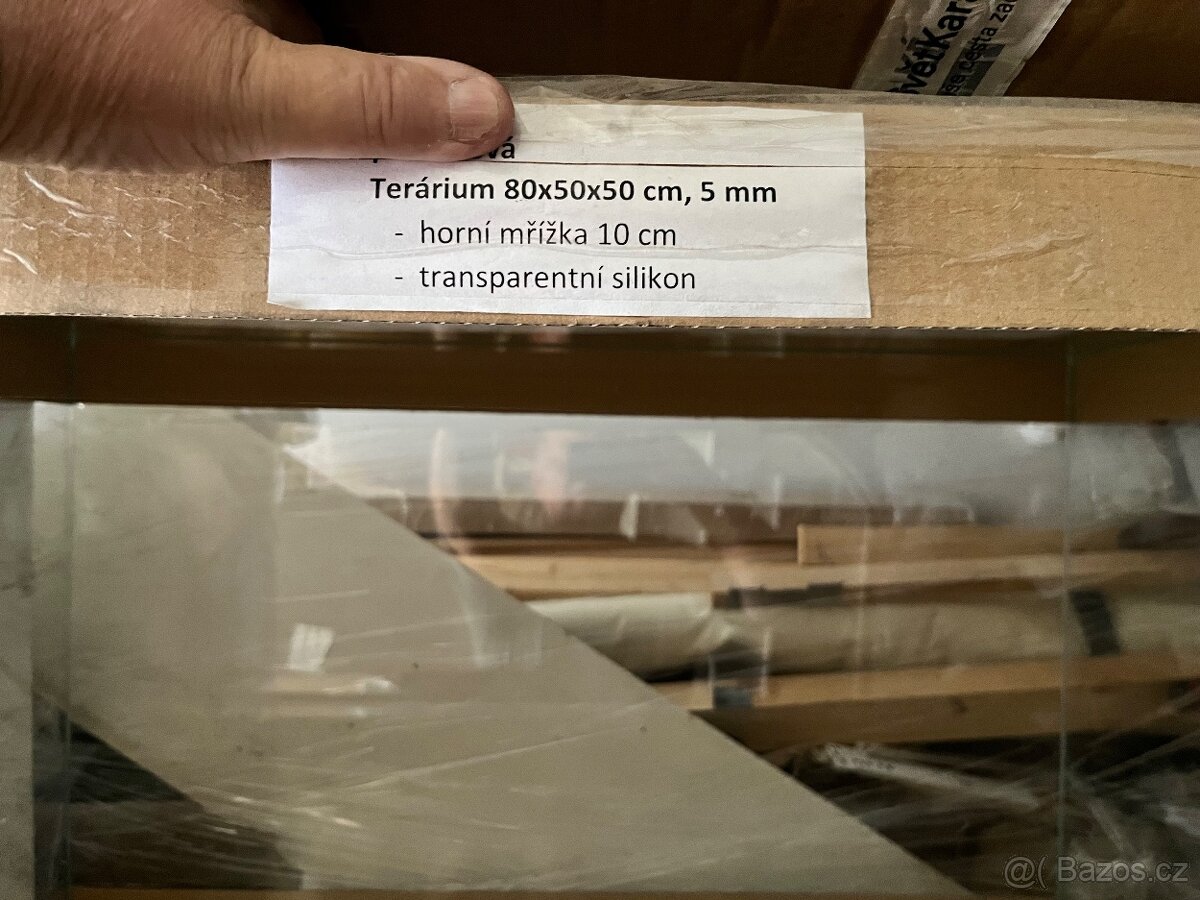 Terárium 80x50x50 cm, 5 mm
- horní mřížka 10 cm
- transparentní silikon
@( Bazos.cz